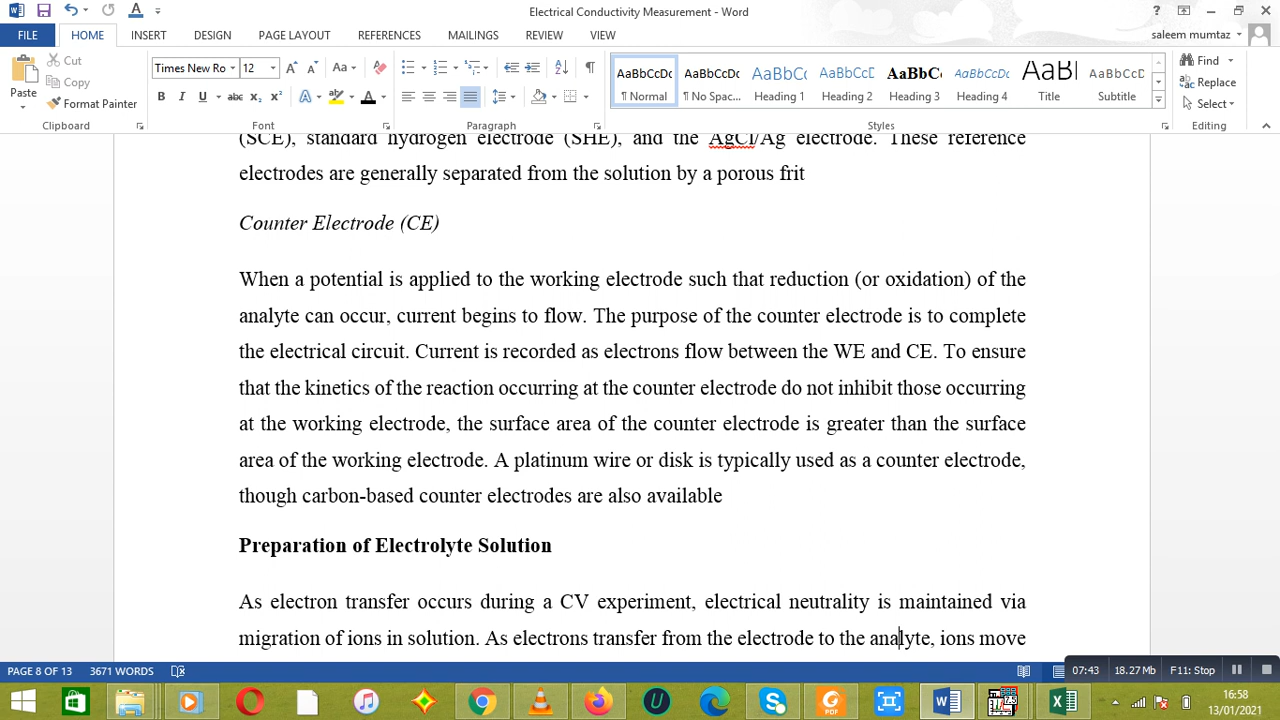 Electrical Conductivity Measurement - Word
FILE HOME INSERT DESIGN PAGE LAYOUT REFERENCES MAILINGS REVIEW VIEW saleem mumtaz
Paste Cut Copy Format Painter
Times New Ro 12 Aa
B I U abc x₂ x² A
AaBbCcDc AaBbCcDc AaBbCc AaBbCcC AaBbCc AaBbCcDc AaBl AaBbCcDc
¶ Normal ¶ No Spac... Heading 1 Heading 2 Heading 3 Heading 4 Title Subtitle
Find Replace Select
Clipboard Font Paragraph Styles Editing
(SCE), standard hydrogen electrode (SHE), and the AgCl/Ag electrode. These reference
electrodes are generally separated from the solution by a porous frit
Counter Electrode (CE)
When a potential is applied to the working electrode such that reduction (or oxidation) of the
analyte can occur, current begins to flow. The purpose of the counter electrode is to complete
the electrical circuit. Current is recorded as electrons flow between the WE and CE. To ensure
that the kinetics of the reaction occurring at the counter electrode do not inhibit those occurring
at the working electrode, the surface area of the counter electrode is greater than the surface
area of the working electrode. A platinum wire or disk is typically used as a counter electrode,
though carbon-based counter electrodes are also available
Preparation of Electrolyte Solution
As electron transfer occurs during a CV experiment, electrical neutrality is maintained via
migration of ions in solution. As electrons transfer from the electrode to the analyte, ions move
PAGE 8 OF 13 3671 WORDS
07:43 18.27 Mb F11: Stop
16:58
13/01/2021